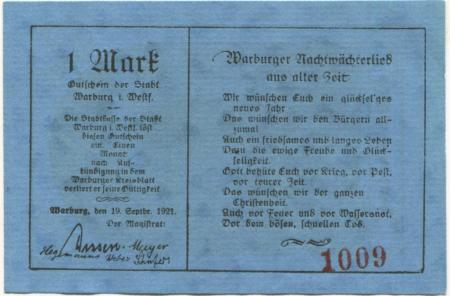 1 Mark
Gutschein der Stadt
Warburg i. Westf.
Die Stadtkasse der Stadt
Warburg i. Westf. löst
diesen Gutschein
ein. Einen
Monat
nach Auf-
kündigung in dem
Warburger Kreisblatt
verliert er seine Gültigkeit
Warburg, den 19. Septbr. 1921.
Der Magistrat:
Warburger Nachtwächterlied
aus alter Zeit
Wir wünschen Euch ein glücksel'ges
neues Jahr
Das wünschen wir den Bürgern all-
zumal
Auch ein friedsames und langes Leben
Dazu die ewige Freude und Glück-
seligkeit.
Gott behüte Euch vor Krieg, vor Pest,
vor teurer Zeit.
Das wünschen wir der ganzen
Christenheit.
Auch vor Feuer und vor Wassersnot.
Vor dem bösen, schnellen Tod.
1009